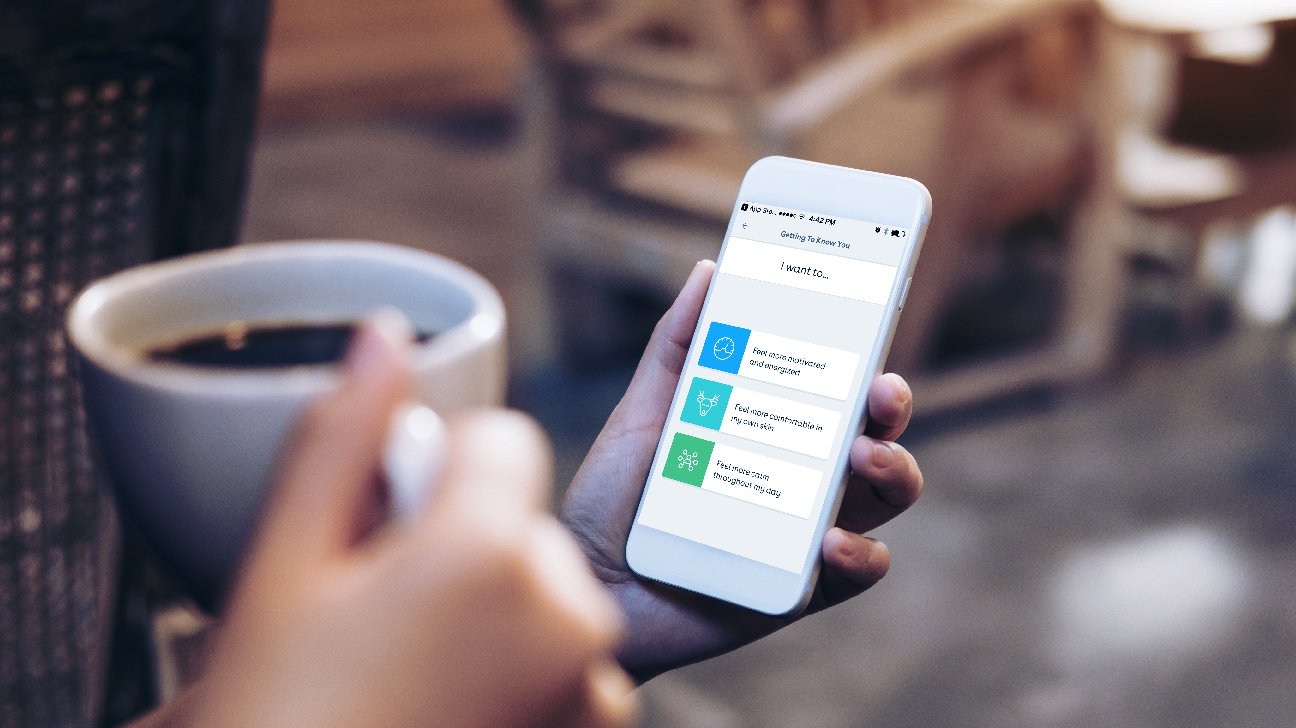 App Sto... 4:42 PM
Getting To Know You
I want to...
Feel more motivated
and energized
Feel more comfortable in
my own skin
Feel more calm
throughout my day